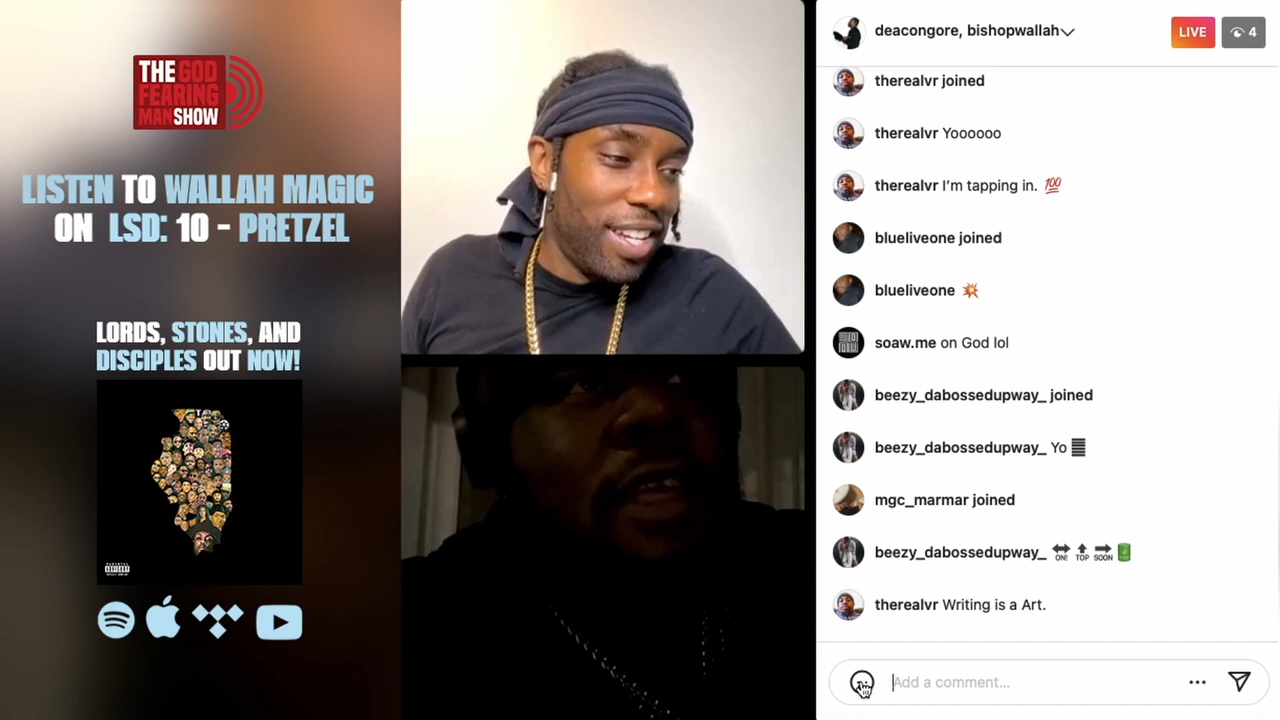 THE GOD
FEARING
MAN SHOW
LISTEN TO WALLAH MAGIC
ON LSD: 10 - PRETZEL
LORDS, STONES, AND
DISCIPLES OUT NOW!
PARENTAL
ADVISORY
deacongore, bishopwallah
LIVE
4
therealvr joined
therealvr Yoooooo
therealvr I’m tapping in. 💯
blueliveone joined
blueliveone 💥
soaw.me on God lol
beezy_dabossedupway_ joined
beezy_dabossedupway_ Yo
mgc_marmar joined
beezy_dabossedupway_ 🔛 🔝 🔜 🔋
therealvr Writing is a Art.
Add a comment...